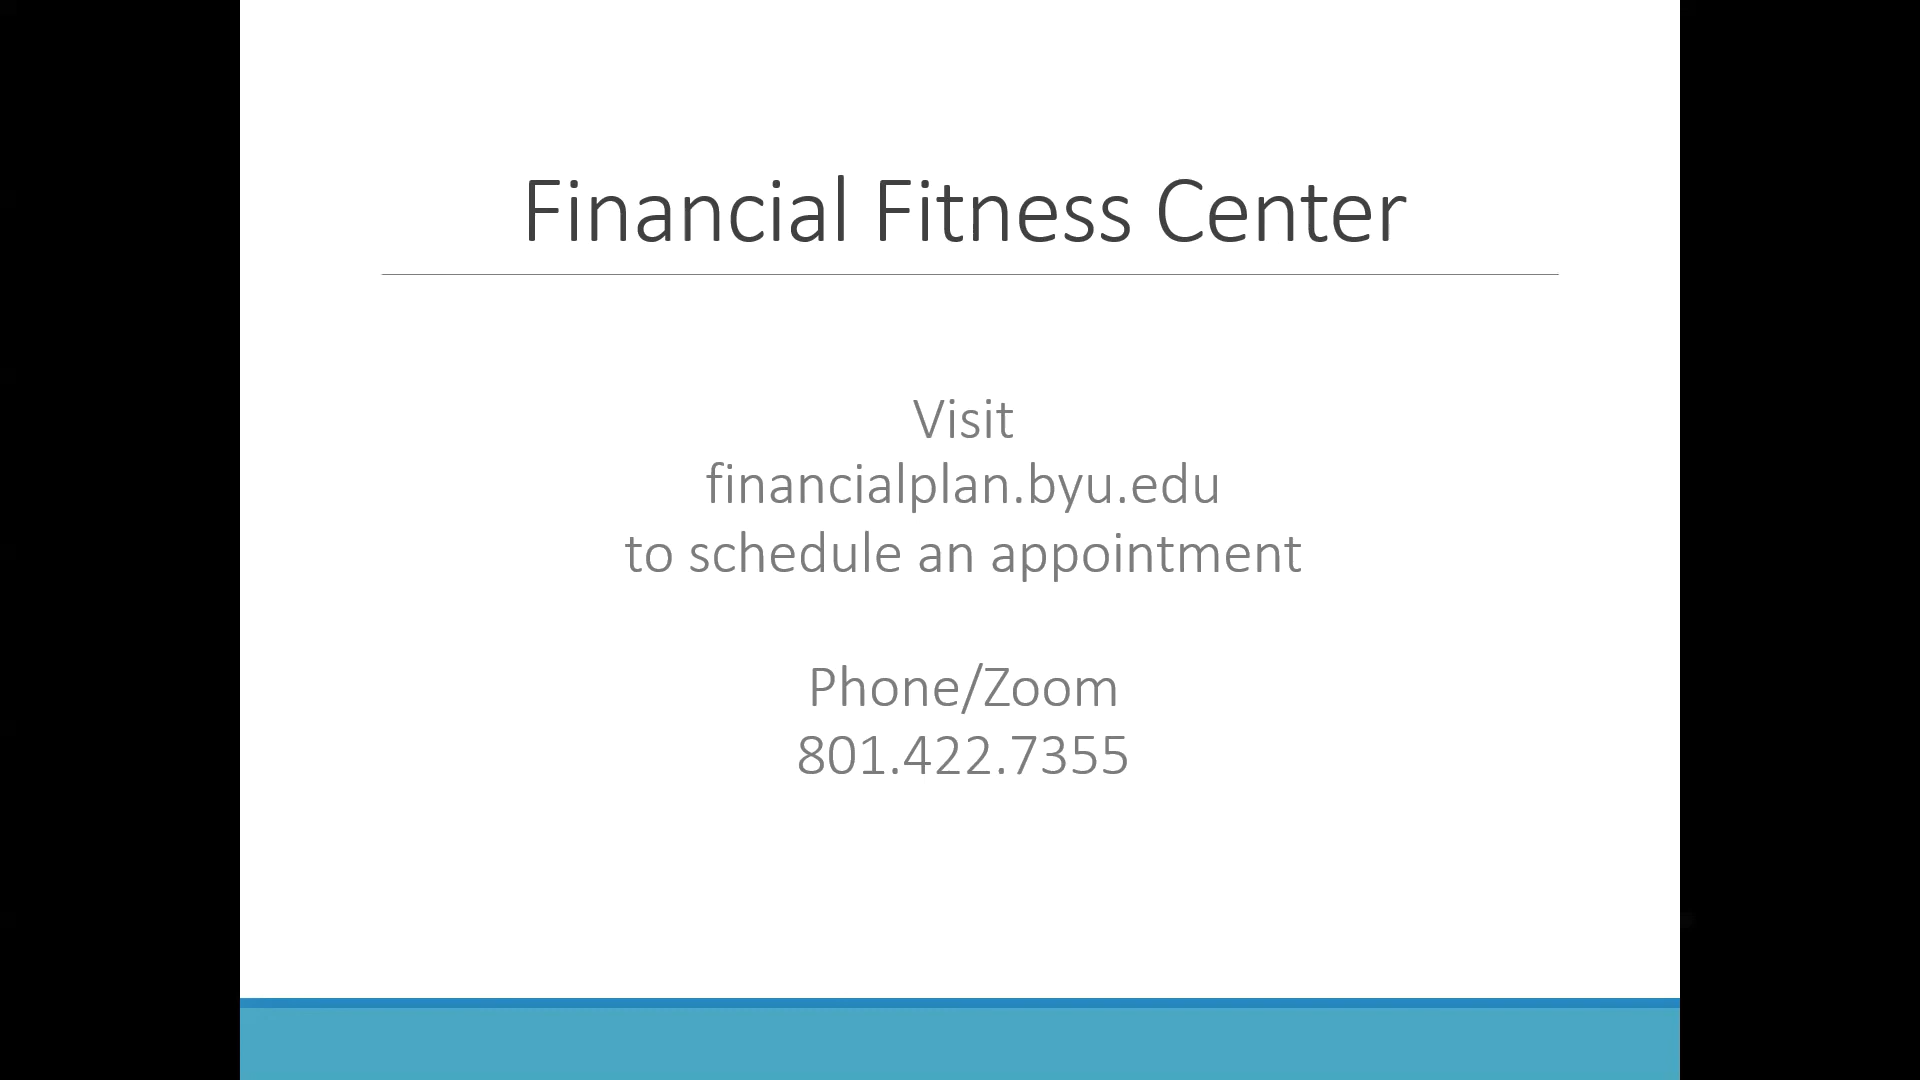 Financial Fitness Center
Visit
financialplan.byu.edu
to schedule an appointment
Phone/Zoom
801.422.7355